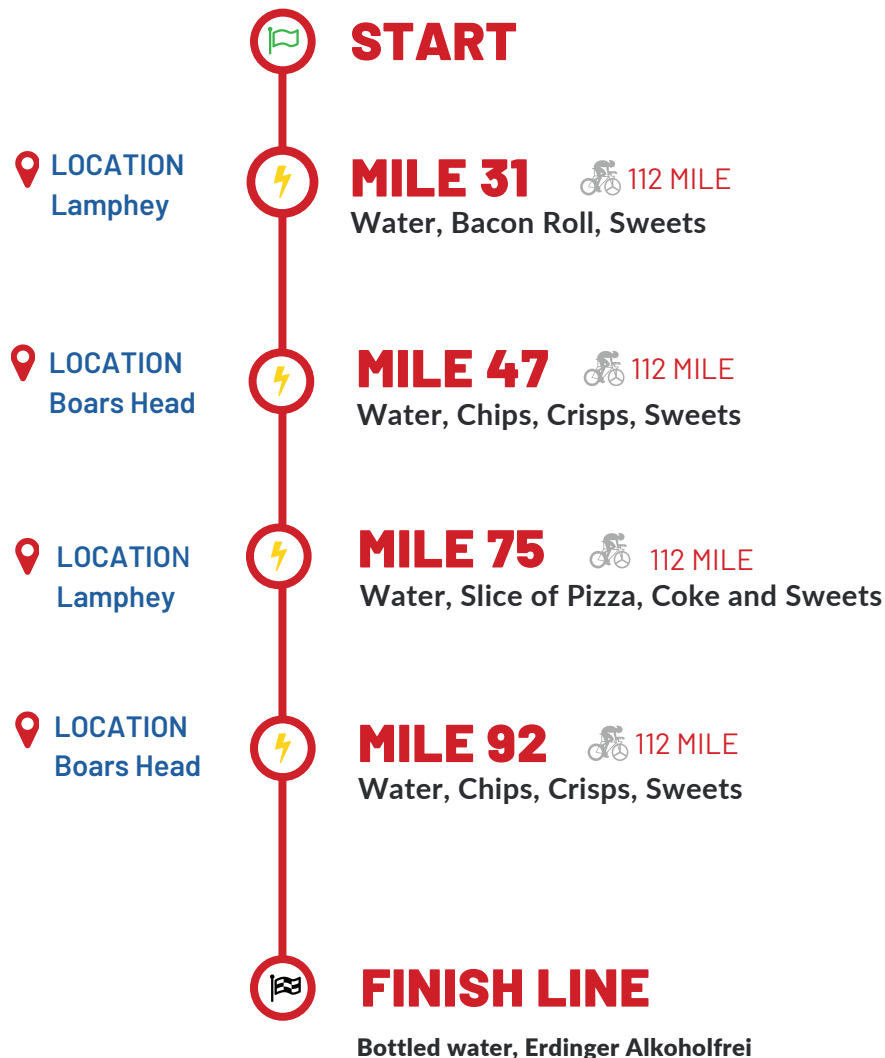 START
LOCATION
Lamphey
MILE 31
112 MILE
Water, Bacon Roll, Sweets
LOCATION
Boars Head
MILE 47
112 MILE
Water, Chips, Crisps, Sweets
LOCATION
Lamphey
MILE 75
112 MILE
Water, Slice of Pizza, Coke and Sweets
LOCATION
Boars Head
MILE 92
112 MILE
Water, Chips, Crisps, Sweets
FINISH LINE
Bottled water, Erdinger Alkoholfrei